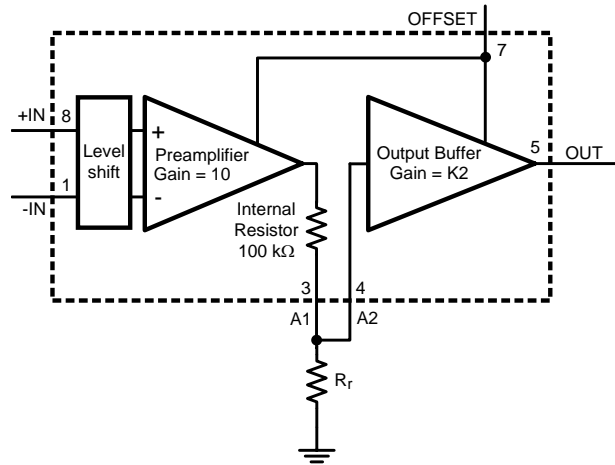 OFFSET
7
+IN
8
Level
shift
+
-
Preamplifier
Gain = 10
Output Buffer
Gain = K2
5
OUT
1
-IN
Internal
Resistor
100 kΩ
3
4
A1
A2
Rr